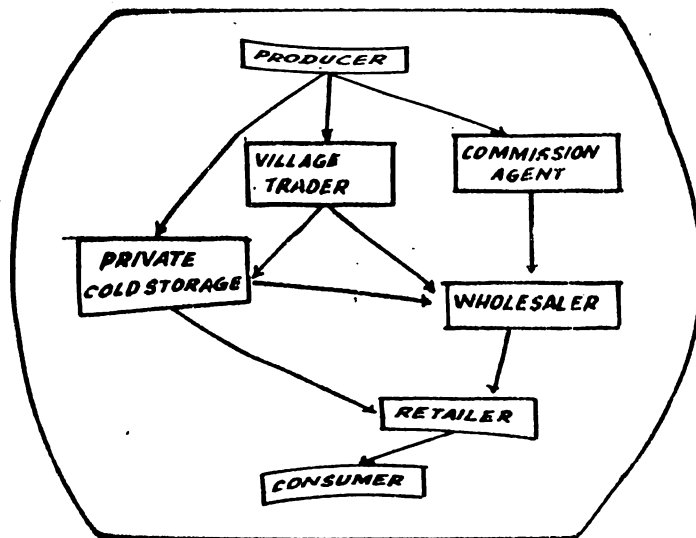 PRODUCER
VILLAGE
TRADER
COMMISSION
AGENT
PRIVATE
COLD STORAGE
WHOLESALER
RETAILER
CONSUMER